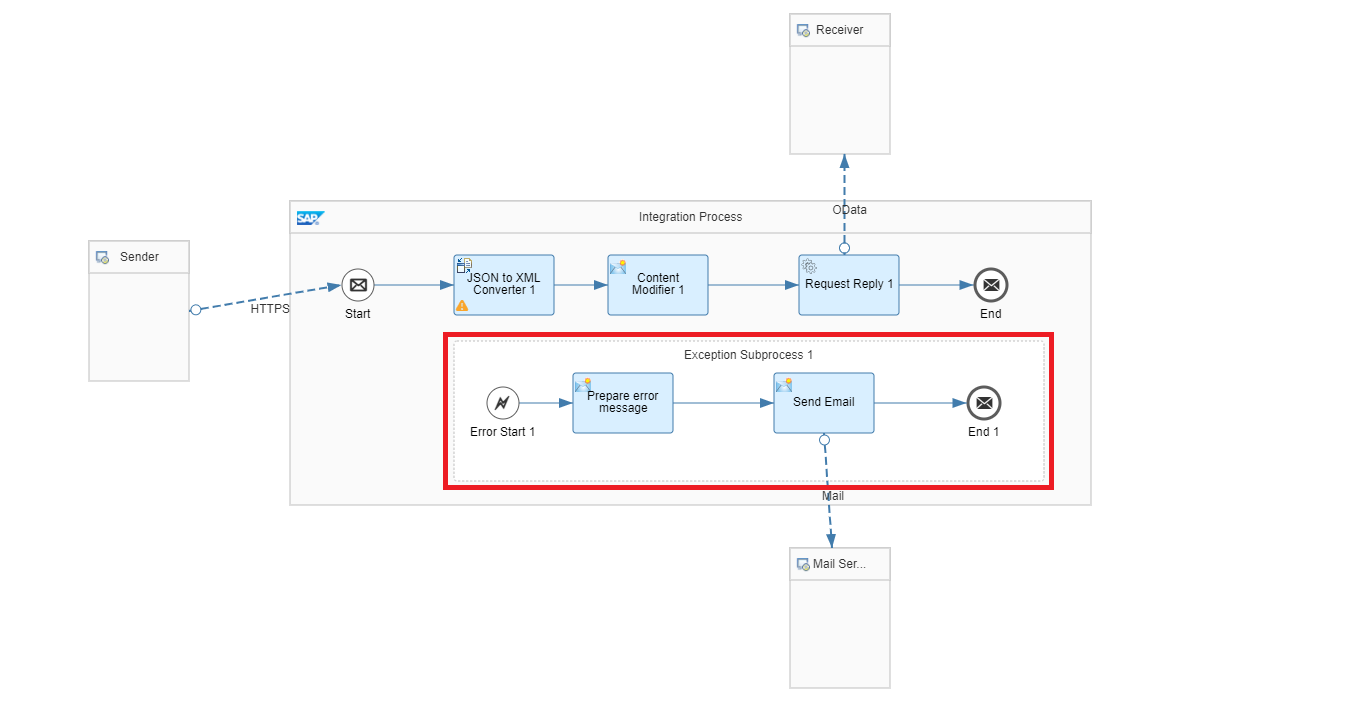 Receiver
OData
SAP
Integration Process
Sender
HTTPS
Start
JSON to XML
Converter 1
Content
Modifier 1
Request Reply 1
End
Exception Subprocess 1
Error Start 1
Prepare error
message
Send Email
End 1
Mail
Mail Ser...